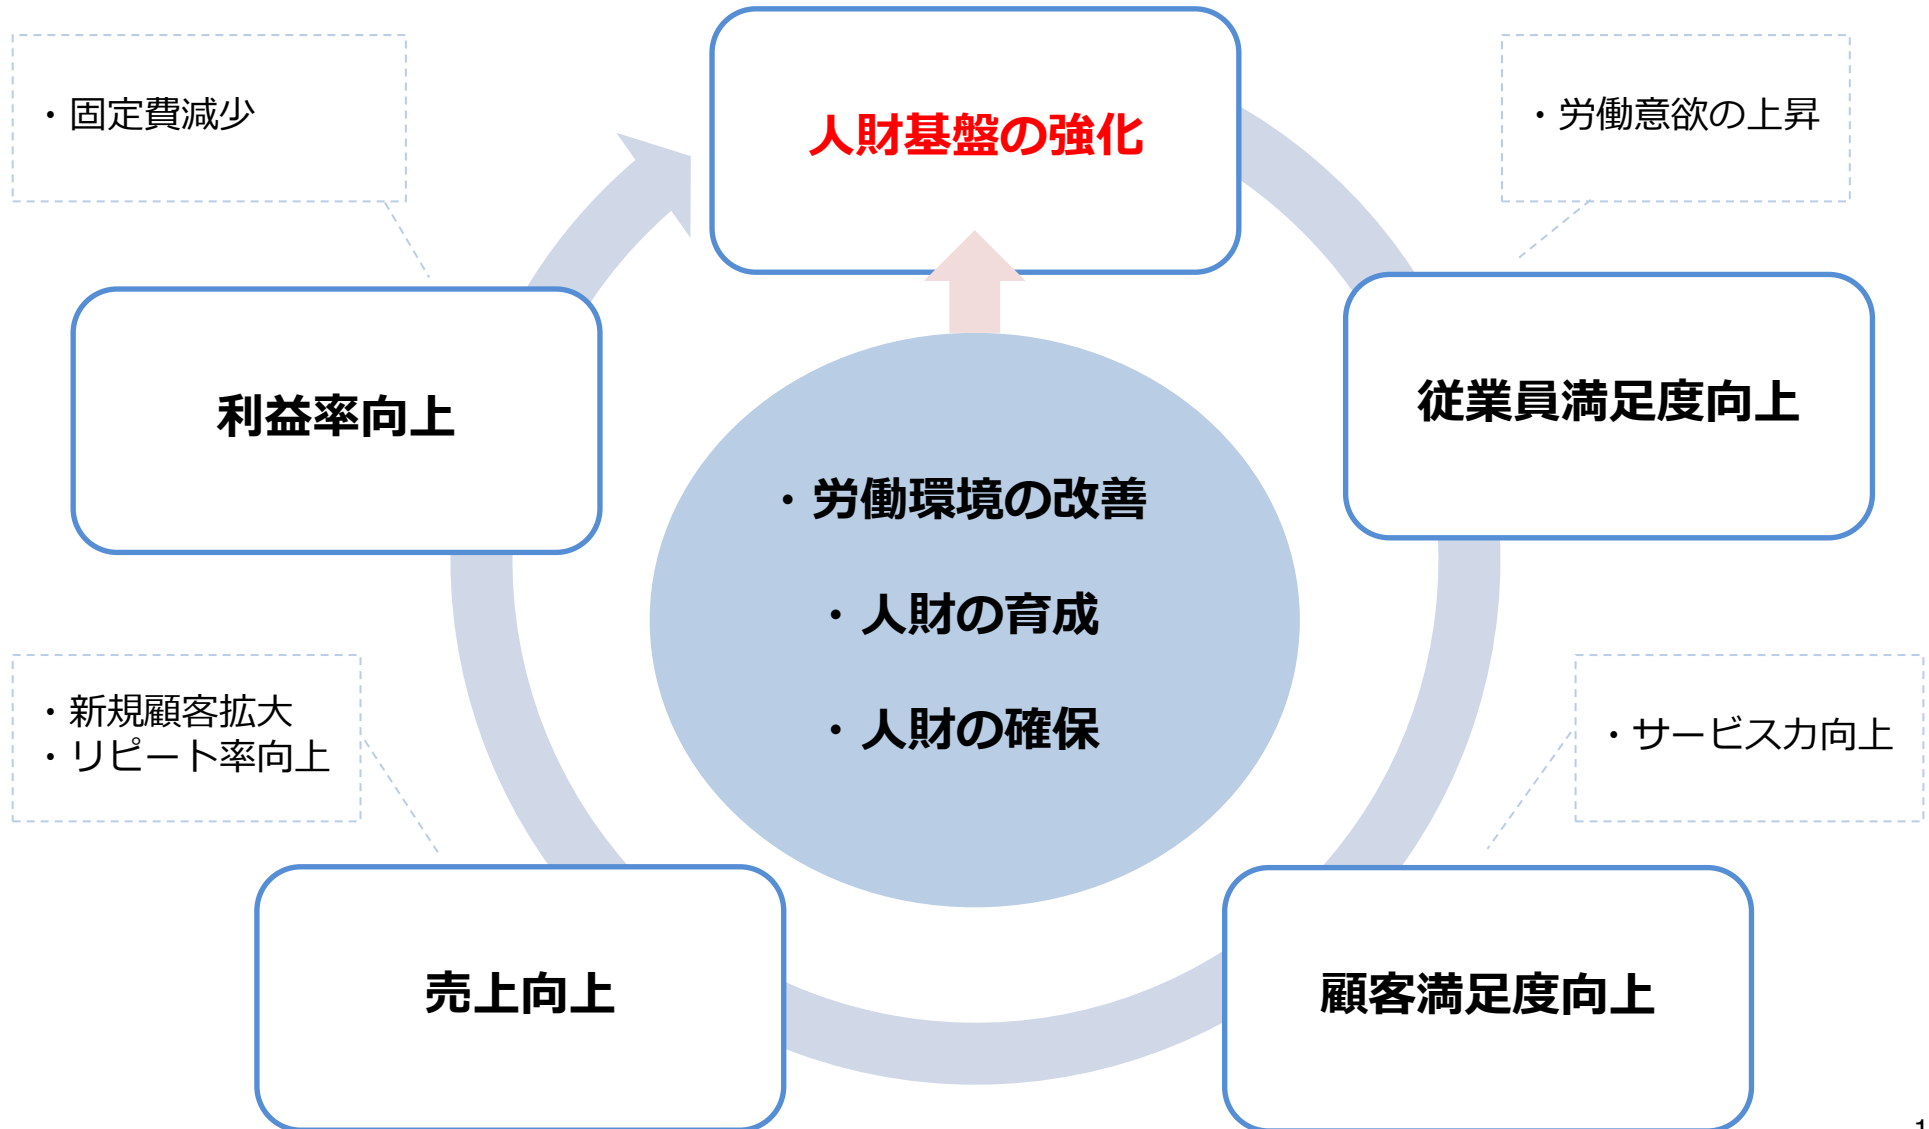 ・固定費減少
人財基盤の強化
・労働意欲の上昇
利益率向上
従業員満足度向上
・労働環境の改善
・人財の育成
・人財の確保
・新規顧客拡大
・リピート率向上
・サービス力向上
売上向上
顧客満足度向上
1